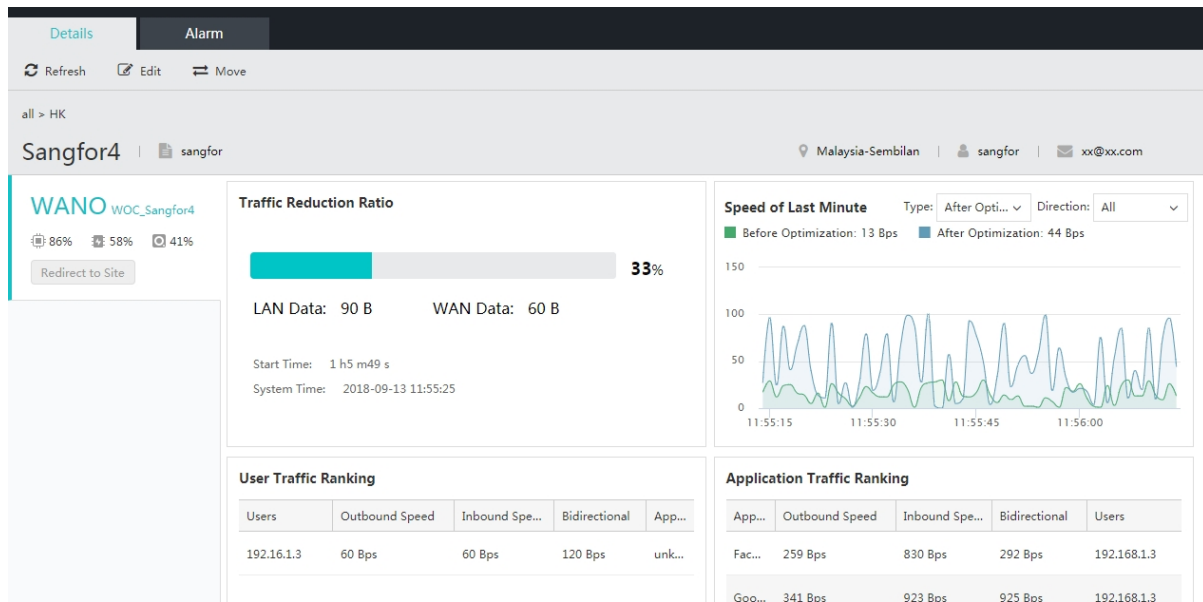 Details Alarm
Refresh Edit Move
all > HK
Sangfor4 sangfor Malaysia-Sembilan sangfor xx@xx.com
WANO WOC_Sangfor4
86% 58% 41%
Redirect to Site
Traffic Reduction Ratio
33%
LAN Data: 90 B WAN Data: 60 B
Start Time: 1 h5 m49 s
System Time: 2018-09-13 11:55:25
Speed of Last Minute Type: After Opti... Direction: All
Before Optimization: 13 Bps After Optimization: 44 Bps
150
100
50
0
11:55:15 11:55:30 11:55:45 11:56:00
User Traffic Ranking
Users Outbound Speed Inbound Spe... Bidirectional App...
192.16.1.3 60 Bps 60 Bps 120 Bps unk...
Application Traffic Ranking
App... Outbound Speed Inbound Spe... Bidirectional Users
Fac... 259 Bps 830 Bps 292 Bps 192.168.1.3
Goo... 341 Bps 923 Bps 925 Bps 192.168.1.3